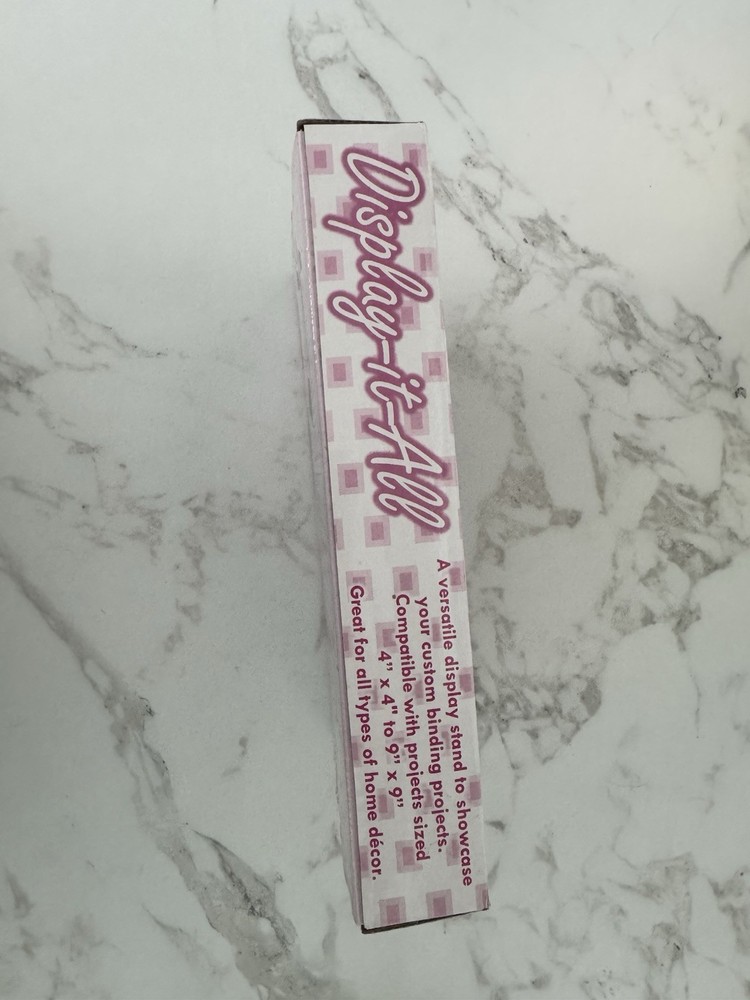 Display-it-All
A versatile display stand to showcase
your custom binding projects.
Compatible with projects sized
4” x 4" to 9” x 9”
Great for all types of home décor.